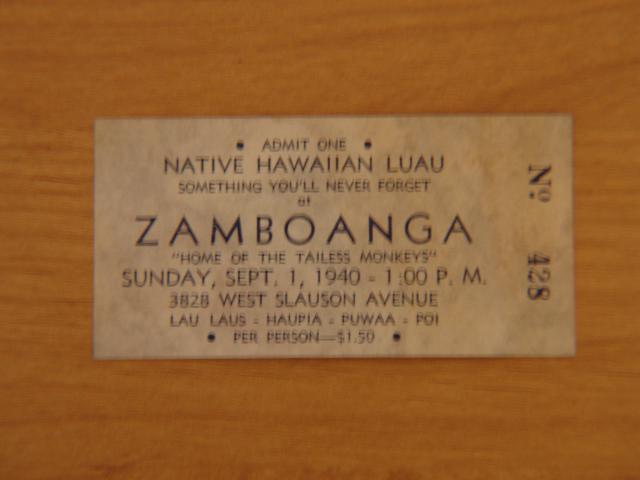 • ADMIT ONE •
NATIVE HAWAIIAN LUAU
SOMETHING YOU'LL NEVER FORGET
at
ZAMBOANGA
"HOME OF THE TAILESS MONKEYS"
SUNDAY, SEPT. 1, 1940 - 1:00 P. M.
3828 WEST SLAUSON AVENUE
LAU LAUS - HAUPIA - PUWAA - POI
• PER PERSON—$1.50 •
No. 428